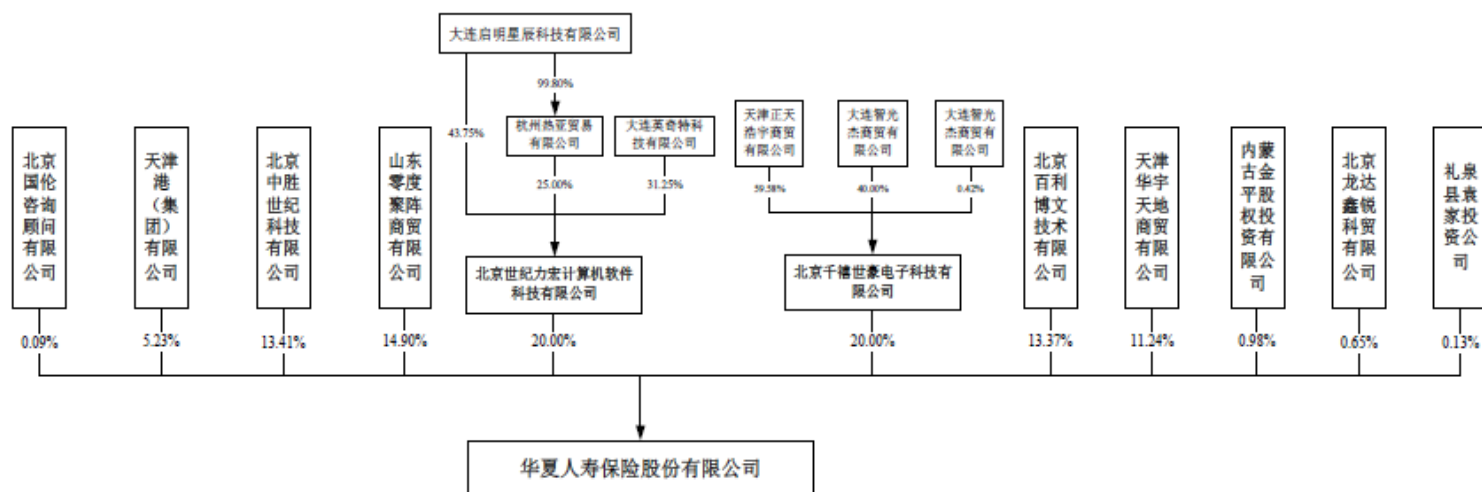 大连启明星辰科技有限公司
99.80%
43.75%
杭州热亚贸易
有限公司
大连英奇特科
技有限公司
25.00%
31.25%
天津正天
浩宇商贸
有限公司
大连智光
杰商贸有
限公司
大连智光
杰商贸有
限公司
59.58%
40.00%
0.42%
北京
国伦
咨询
顾问
有限
公司
天津
港
（集
团）
有限
公司
北京
中胜
世纪
科技
有限
公司
山东
零度
聚阵
商贸
有限
公司
北京世纪力宏计算机软件
科技有限公司
北京千禧世豪电子科技有
限公司
北京
百利
博文
技术
有限
公司
天津
华宇
天地
商贸
有限
公司
内蒙
古金
平股
权投
资有
限公
司
北京
龙达
鑫锐
科贸
有限
公司
礼泉
县袁
家投
资公
司
0.09%
5.23%
13.41%
14.90%
20.00%
20.00%
13.37%
11.24%
0.98%
0.65%
0.13%
华夏人寿保险股份有限公司